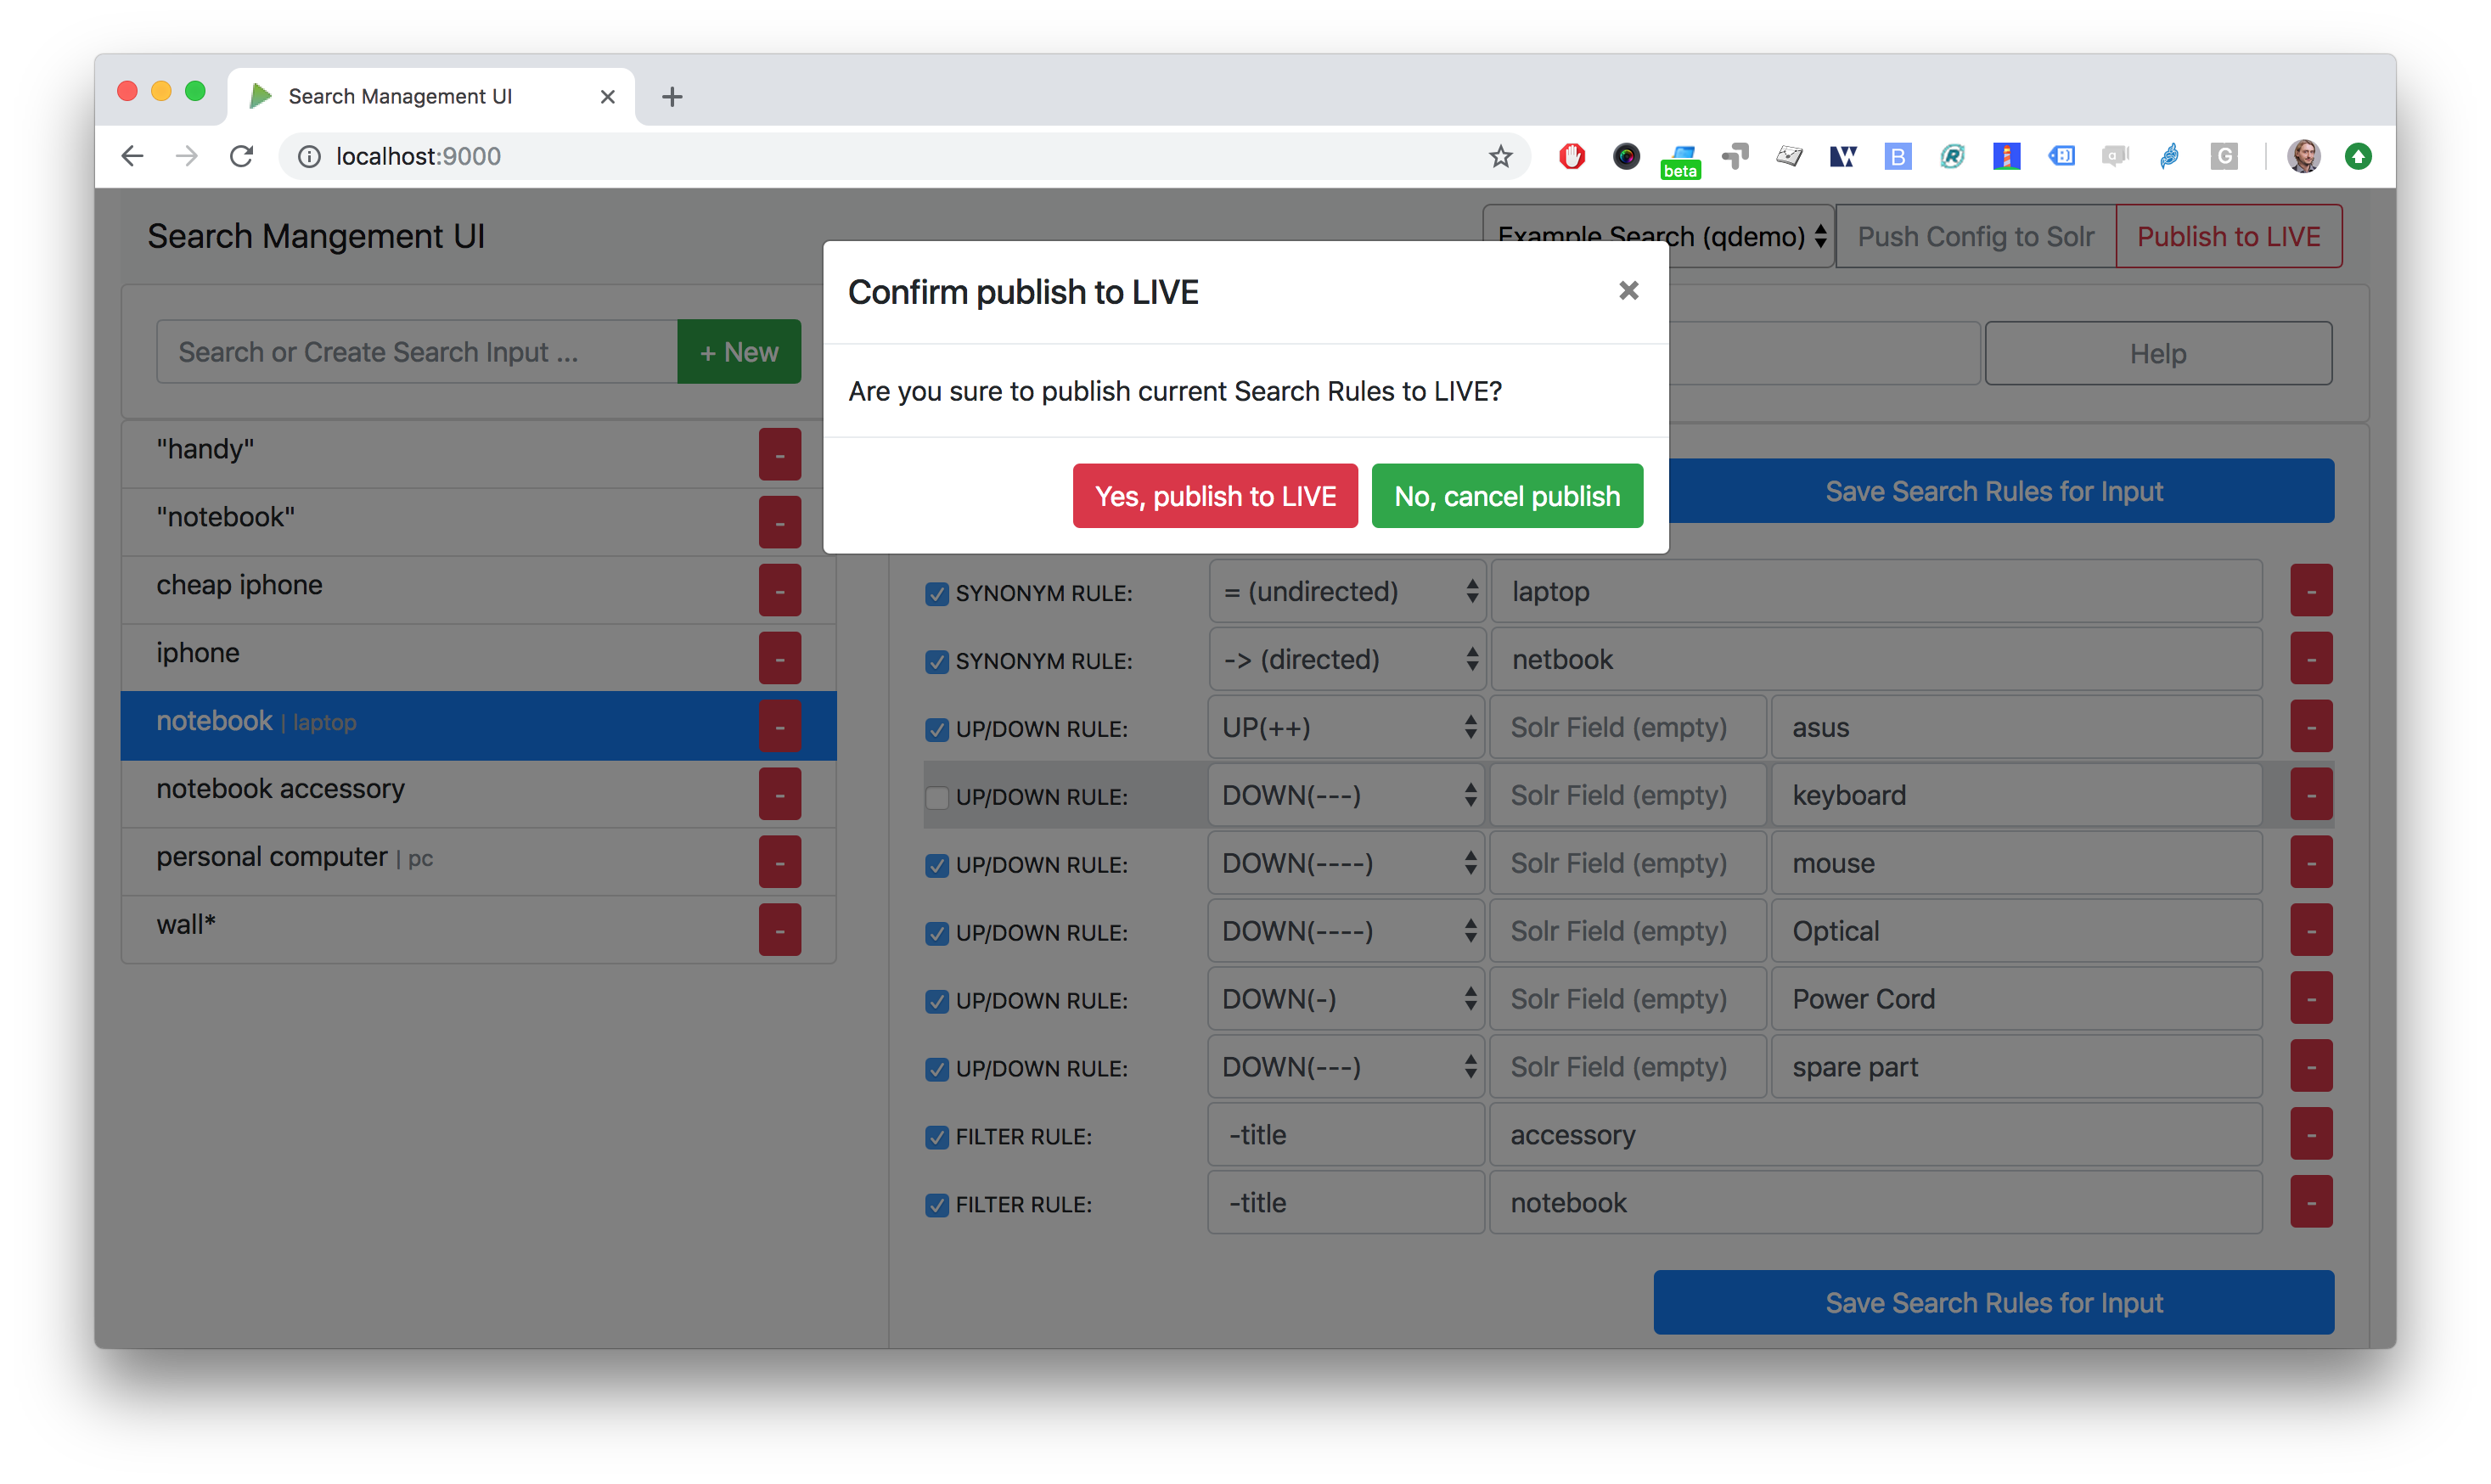 Search Management UI
localhost:9000
beta
Search Mangement UI
Example Search (qdemo)
Push Config to Solr
Publish to LIVE
Confirm publish to LIVE
Search or Create Search Input ...
+ New
Help
Are you sure to publish current Search Rules to LIVE?
Yes, publish to LIVE
No, cancel publish
Save Search Rules for Input
"handy" -
"notebook" -
cheap iphone -
iphone -
notebook | laptop -
notebook accessory -
personal computer | pc -
wall* -
SYNONYM RULE: = (undirected) laptop -
SYNONYM RULE: -> (directed) netbook -
UP/DOWN RULE: UP(++) Solr Field (empty) asus -
UP/DOWN RULE: DOWN(---) Solr Field (empty) keyboard -
UP/DOWN RULE: DOWN(----) Solr Field (empty) mouse -
UP/DOWN RULE: DOWN(----) Solr Field (empty) Optical -
UP/DOWN RULE: DOWN(-) Solr Field (empty) Power Cord -
UP/DOWN RULE: DOWN(---) Solr Field (empty) spare part -
FILTER RULE: -title accessory -
FILTER RULE: -title notebook -
Save Search Rules for Input